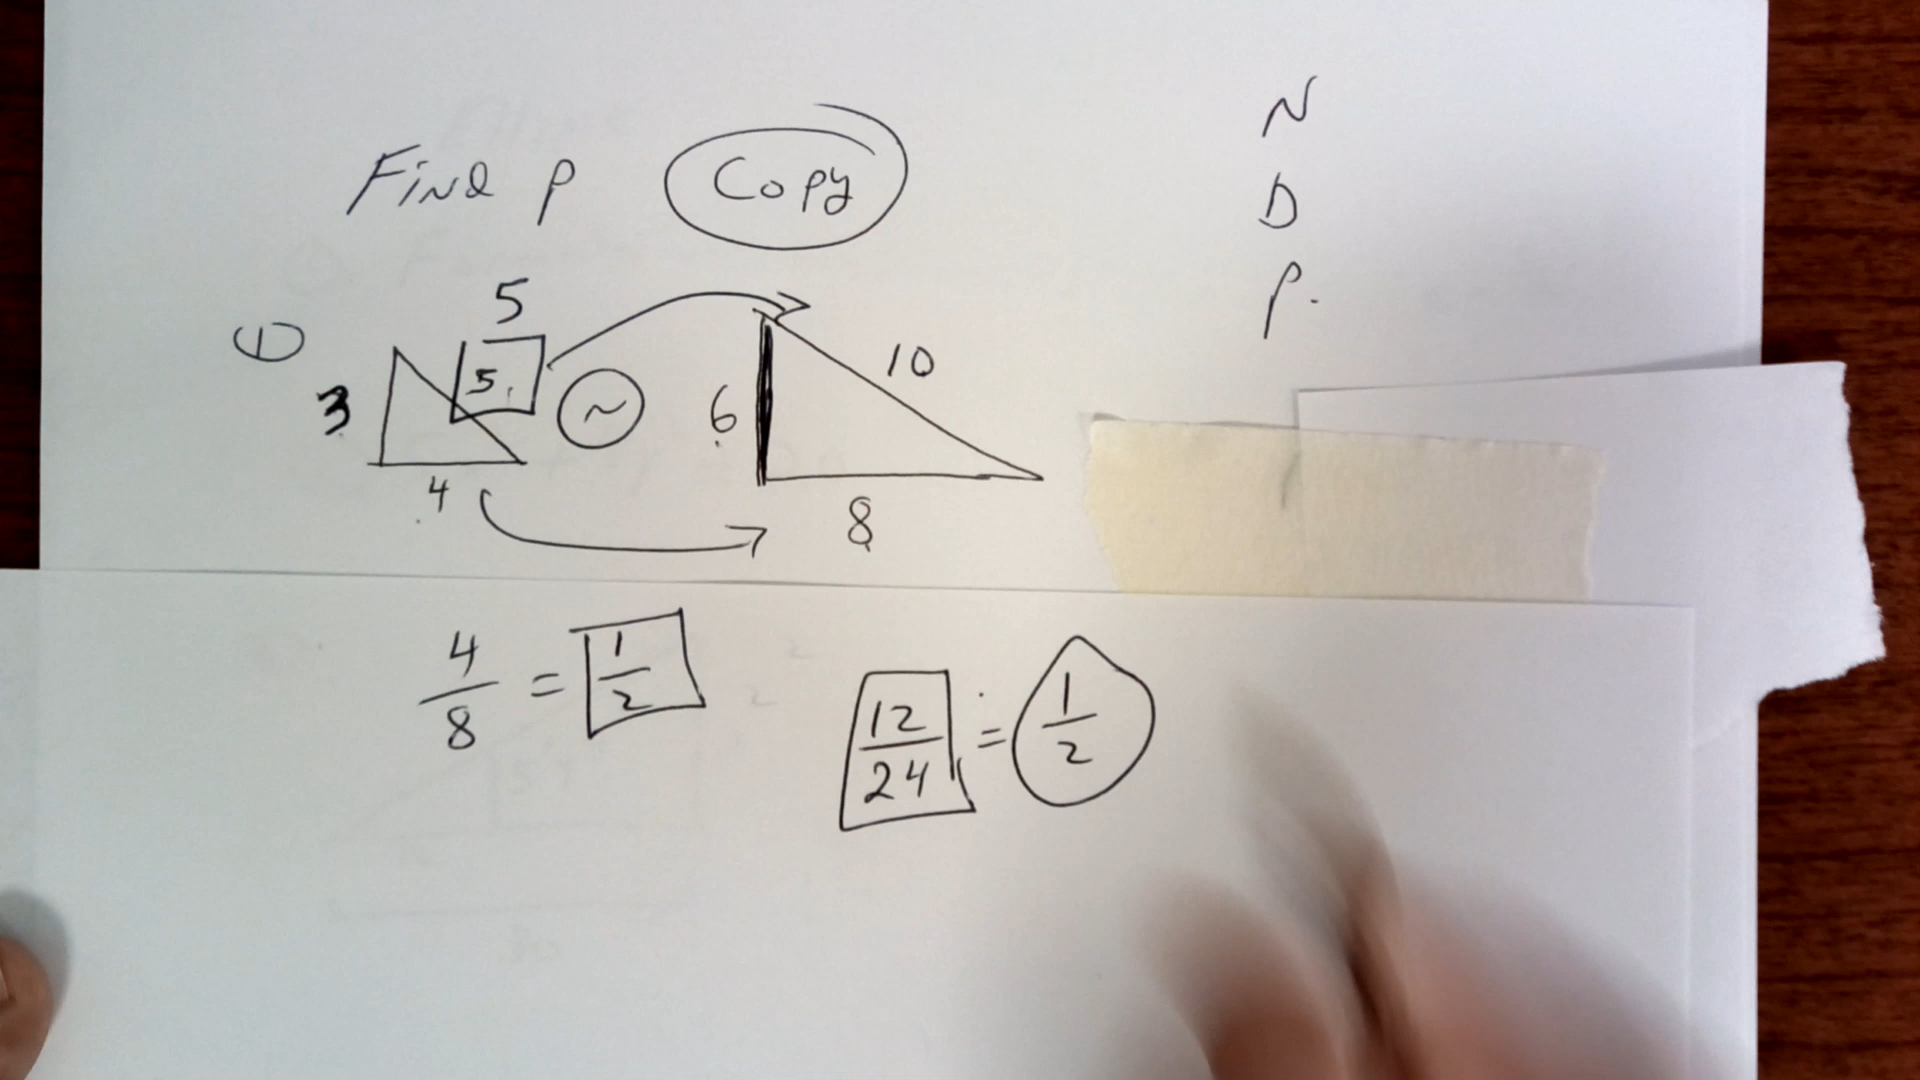 Find p Copy
N
D
P.
①
5
3
5.
4
~
6
10
8
4/8 = 1/2
12/24 = 1/2